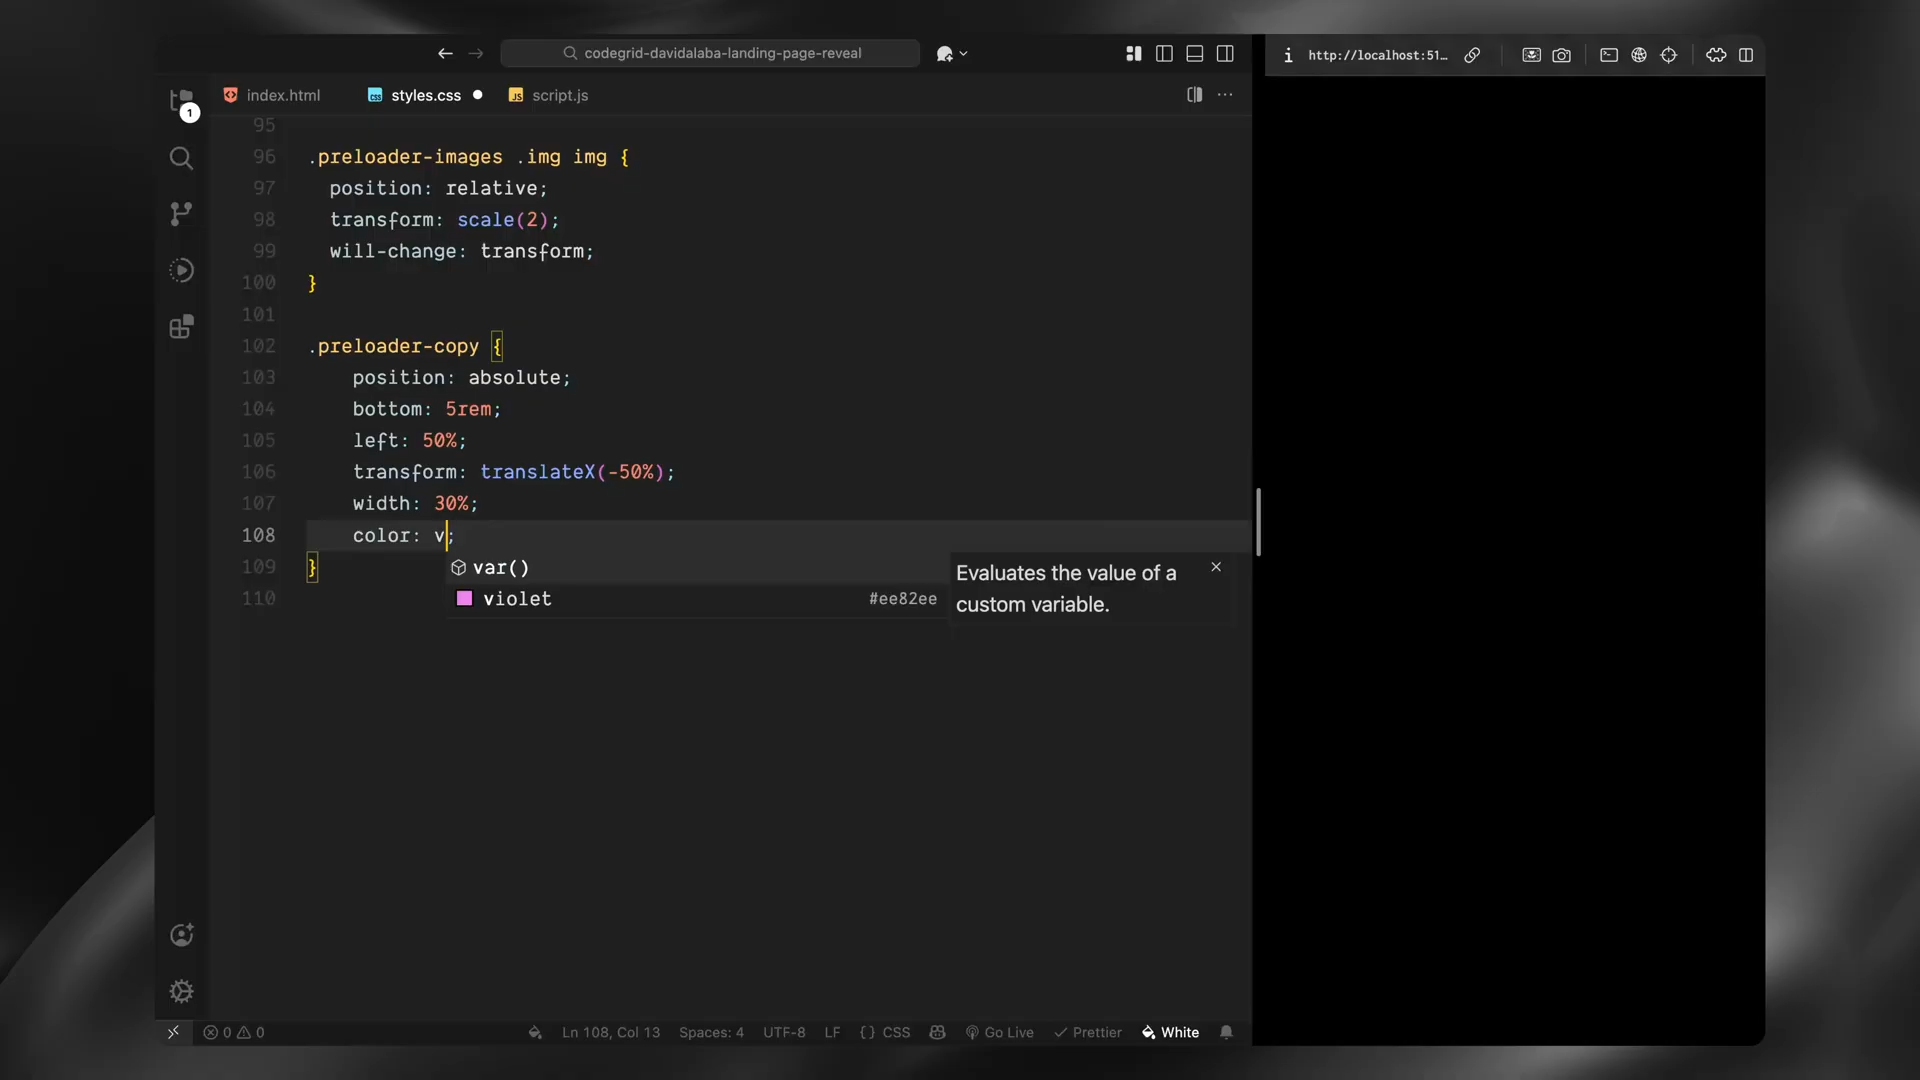 codegrid-davidalaba-landing-page-reveal
http://localhost:51…
1
index.html
styles.css
script.js
95
96 .preloader-images .img img {
97 position: relative;
98 transform: scale(2);
99 will-change: transform;
100 }
101
102 .preloader-copy {
103 position: absolute;
104 bottom: 5rem;
105 left: 50%;
106 transform: translateX(-50%);
107 width: 30%;
108 color: v;
109 }
110
var()
violet #ee82ee
Evaluates the value of a
custom variable.
0 0
Ln 108, Col 13
Spaces: 4
UTF-8
LF
{} CSS
Go Live
Prettier
White